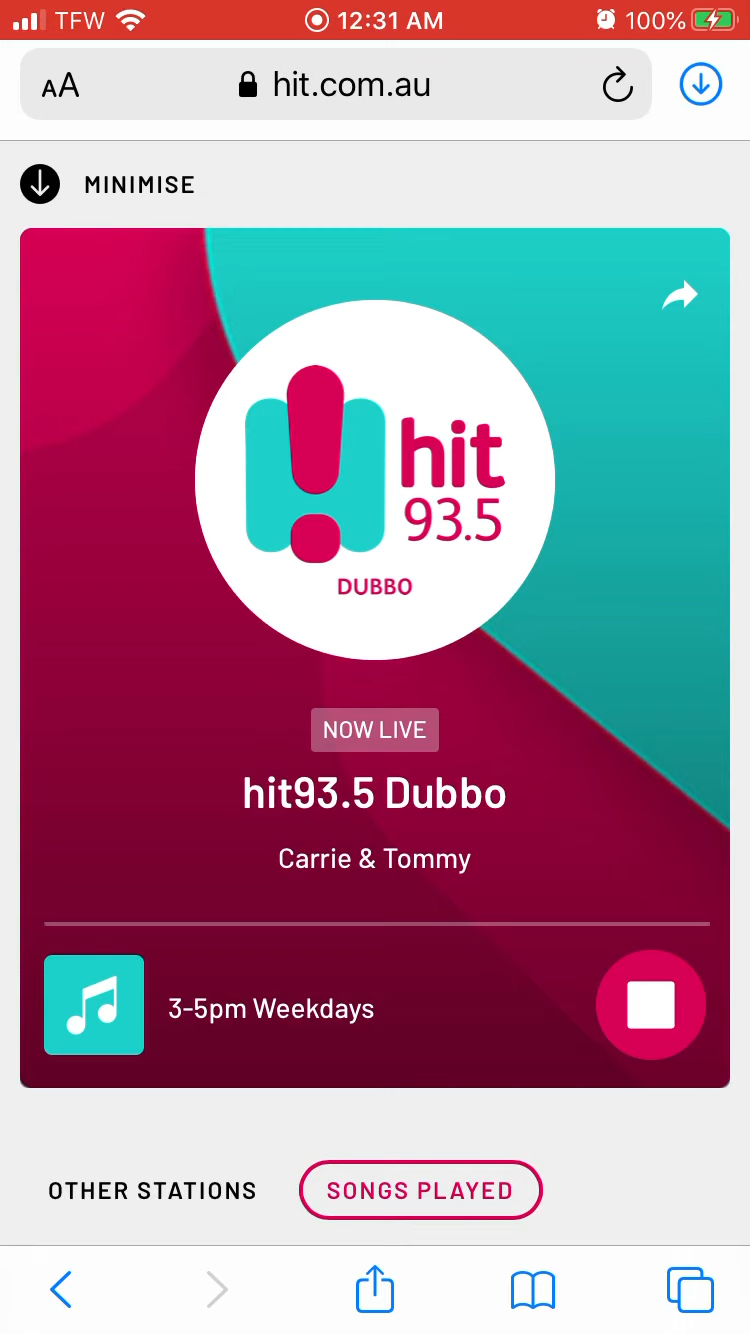 TFW 12:31 AM 100%
AA hit.com.au
MINIMISE
hit
93.5
DUBBO
NOW LIVE
hit93.5 Dubbo
Carrie & Tommy
3-5pm Weekdays
OTHER STATIONS SONGS PLAYED